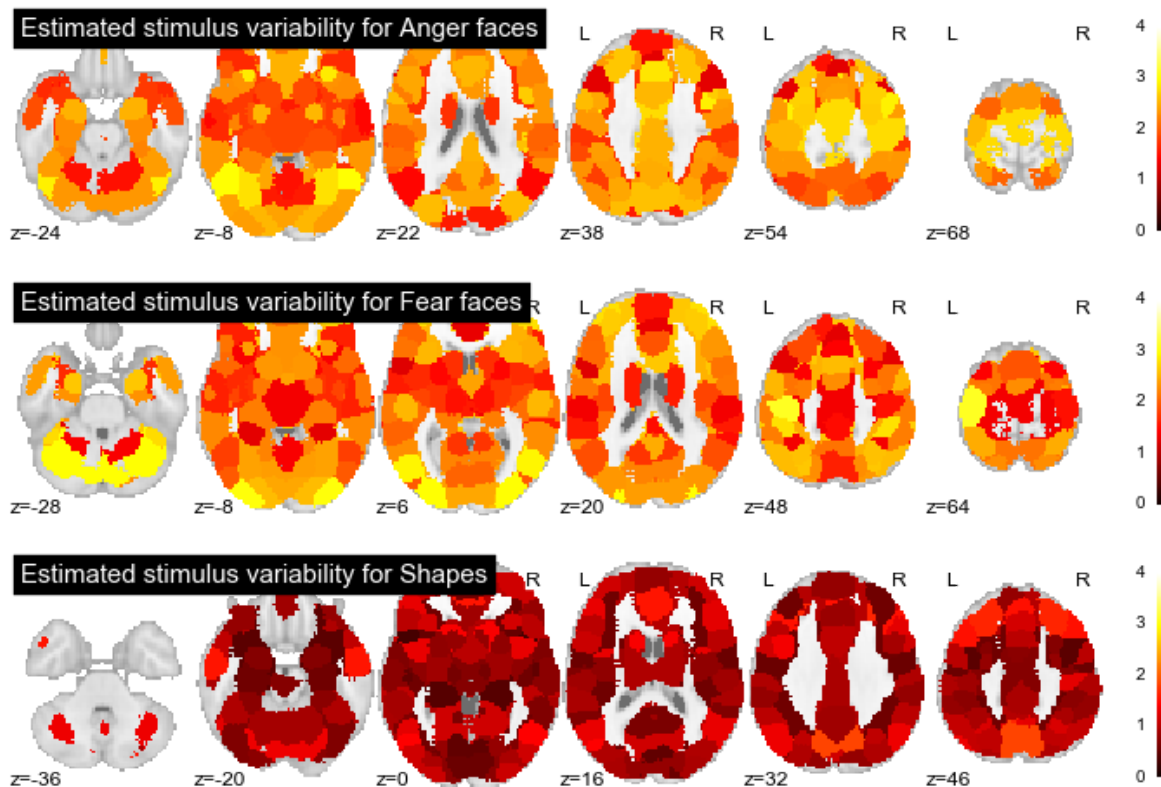 Estimated stimulus variability for Anger faces
L R L R L R
4
3
2
1
0
z=-24 z=-8 z=22 z=38 z=54 z=68
Estimated stimulus variability for Fear faces
R L R L R L R
4
3
2
1
0
z=-28 z=-8 z=6 z=20 z=48 z=64
Estimated stimulus variability for Shapes
R L R L R L R
4
3
2
1
0
z=-36 z=-20 z=0 z=16 z=32 z=46